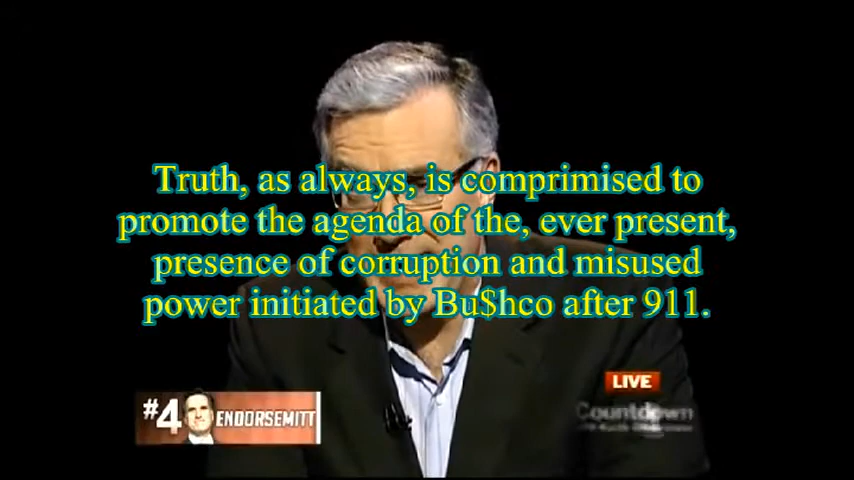 Truth, as always, is comprimised to
promote the agenda of the, ever present,
presence of corruption and misused
power initiated by Bu$hco after 911.
#4 ENDORSEMITT
LIVE
Countdown